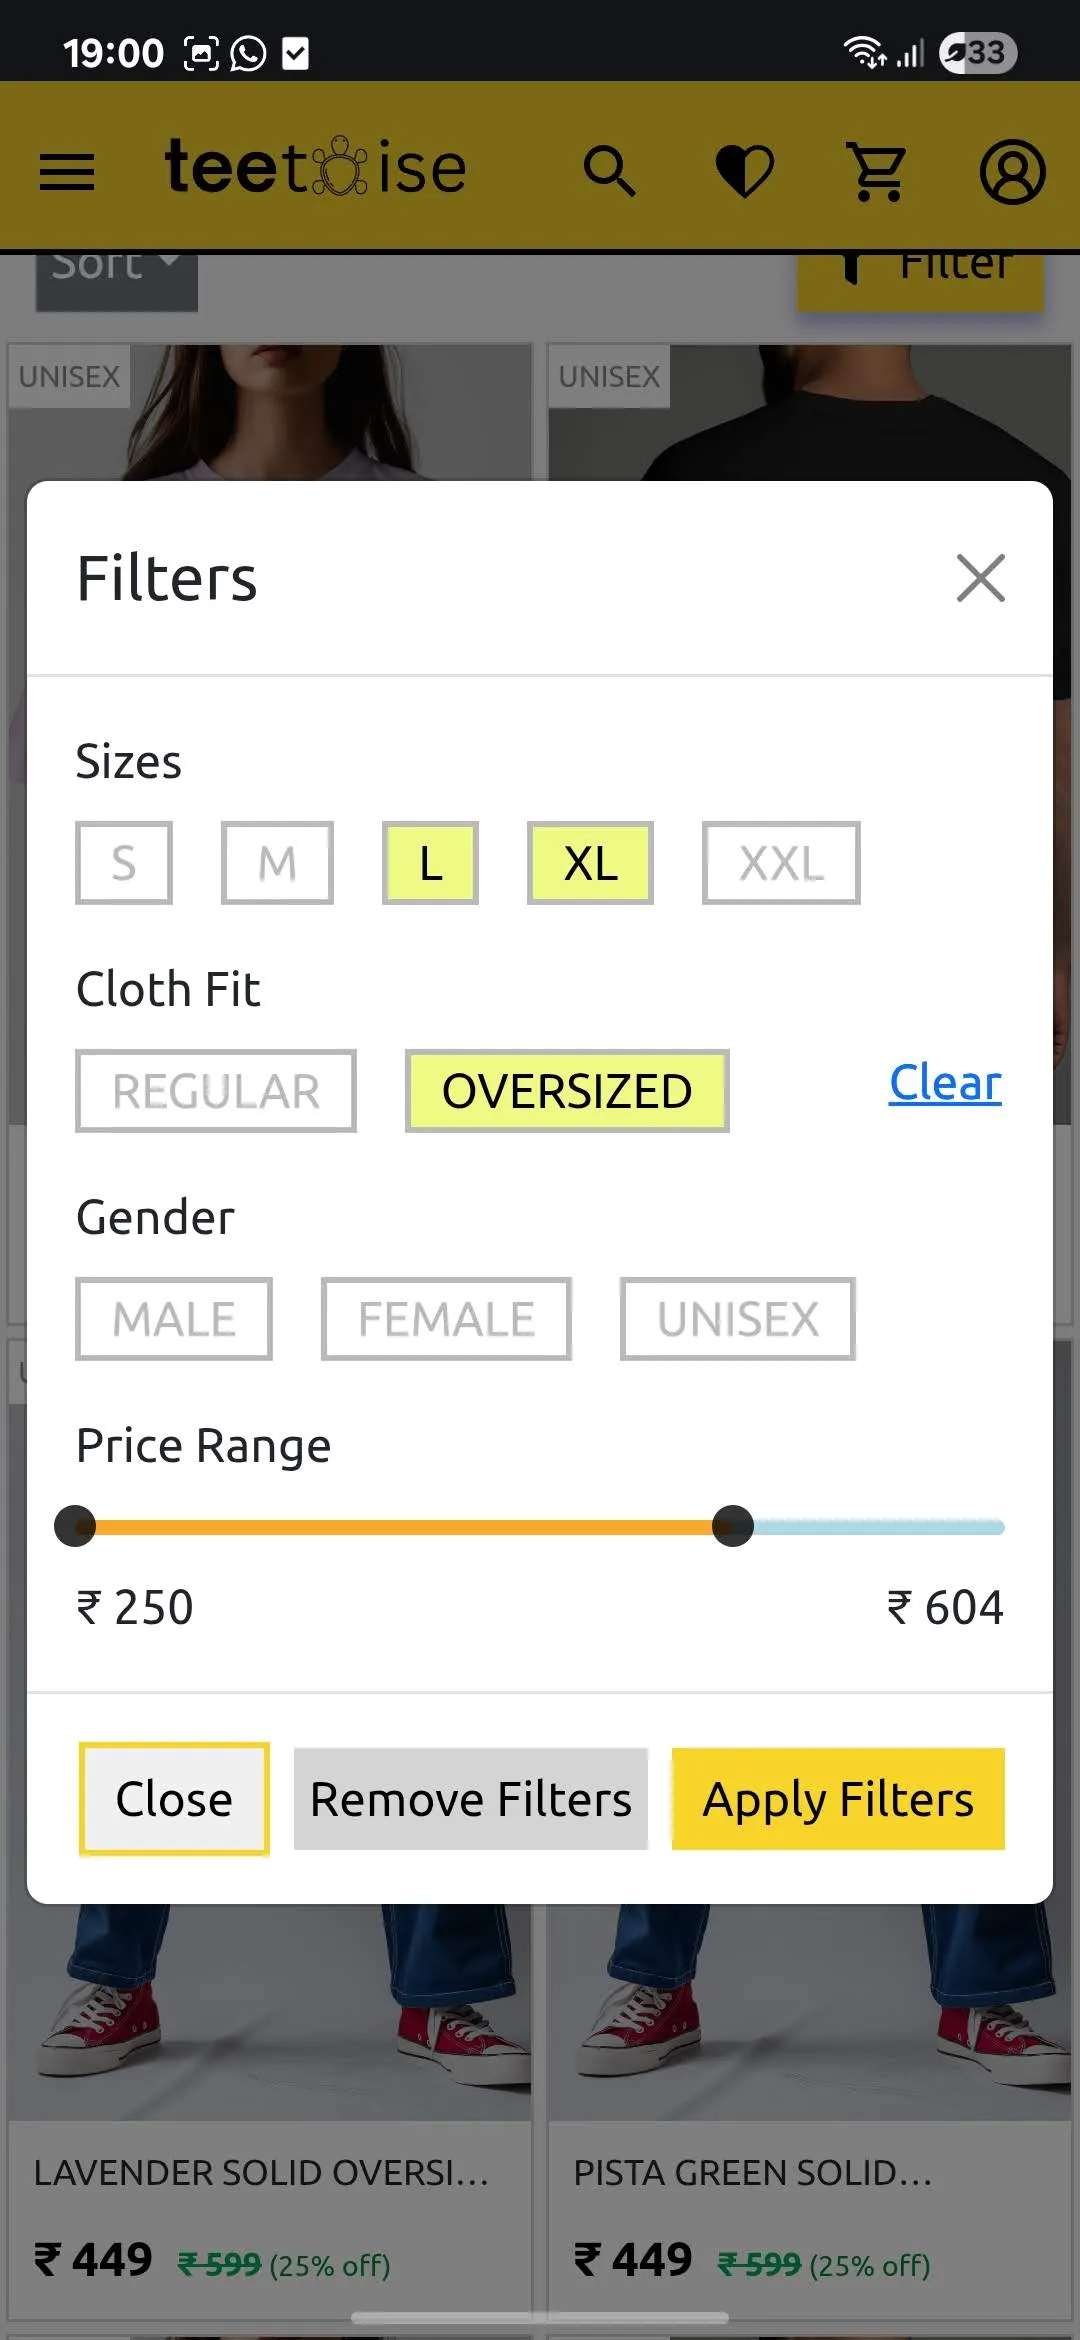 19:00
33
teetoise
Sort
Filter
UNISEX
UNISEX
Filters
Sizes
S M L XL XXL
Cloth Fit
REGULAR OVERSIZED Clear
Gender
MALE FEMALE UNISEX
Price Range
₹ 250 ₹ 604
Close Remove Filters Apply Filters
LAVENDER SOLID OVERSI... PISTA GREEN SOLID...
₹ 449 ₹ 599 (25% off) ₹ 449 ₹ 599 (25% off)